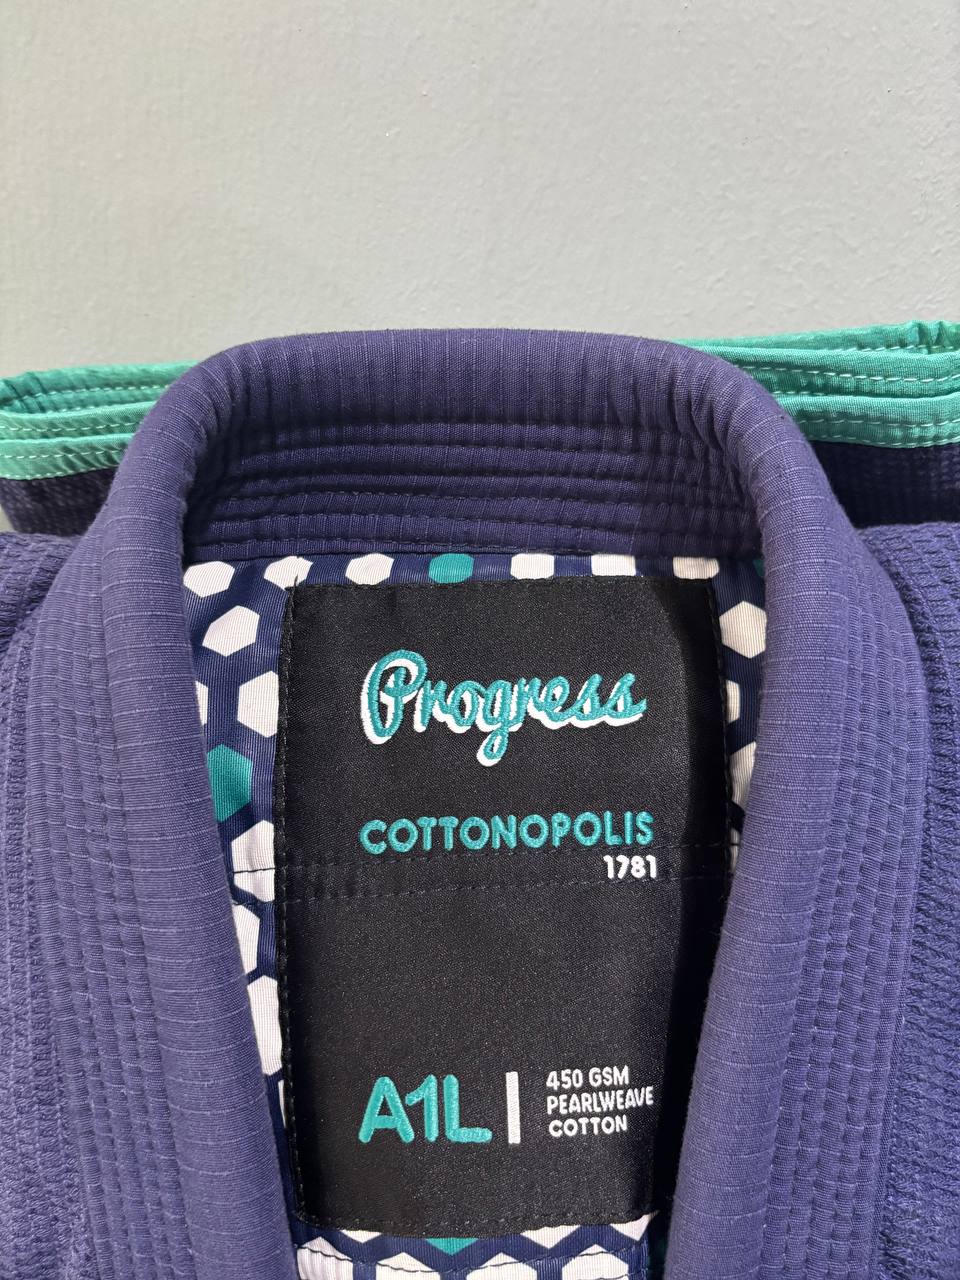 Progress
COTTONOPOLIS
1781
A1L
450 GSM
PEARLWEAVE
COTTON